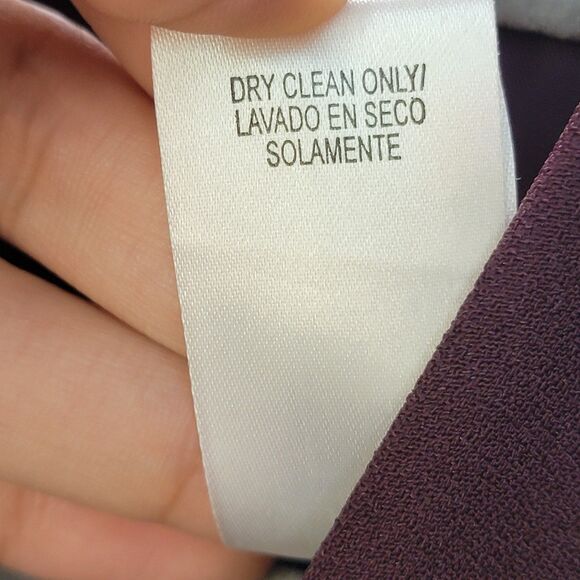 DRY CLEAN ONLY/
LAVADO EN SECO
SOLAMENTE